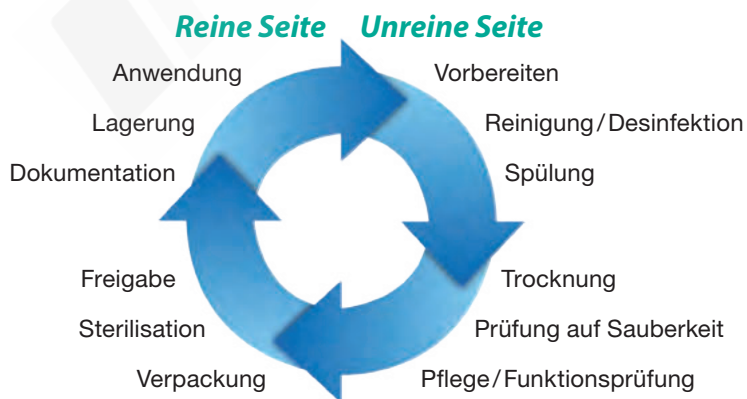 Reine Seite Unreine Seite
Anwendung
Vorbereiten
Lagerung
Reinigung/Desinfektion
Dokumentation
Spülung
Freigabe
Trocknung
Sterilisation
Prüfung auf Sauberkeit
Verpackung
Pflege/Funktionsprüfung